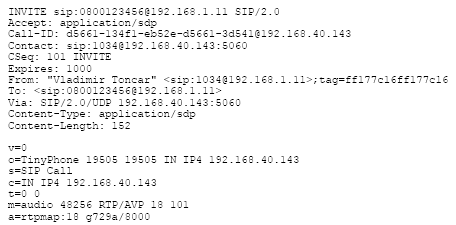 INVITE sip:0800123456@192.168.1.11 SIP/2.0
Accept: application/sdp
Call-ID: d5661-134f1-eb52e-d5661-3d541@192.168.40.143
Contact: sip:1034@192.168.40.143:5060
CSeq: 101 INVITE
Expires: 1000
From: "Vladimir Toncar" <sip:1034@192.168.1.11>;tag=ff177c16ff177c16
To: <sip:0800123456@192.168.1.11>
Via: SIP/2.0/UDP 192.168.40.143:5060
Content-Type: application/sdp
Content-Length: 152

v=0
o=TinyPhone 19505 19505 IN IP4 192.168.40.143
s=SIP Call
c=IN IP4 192.168.40.143
t=0 0
m=audio 48256 RTP/AVP 18 101
a=rtpmap:18 g729a/8000